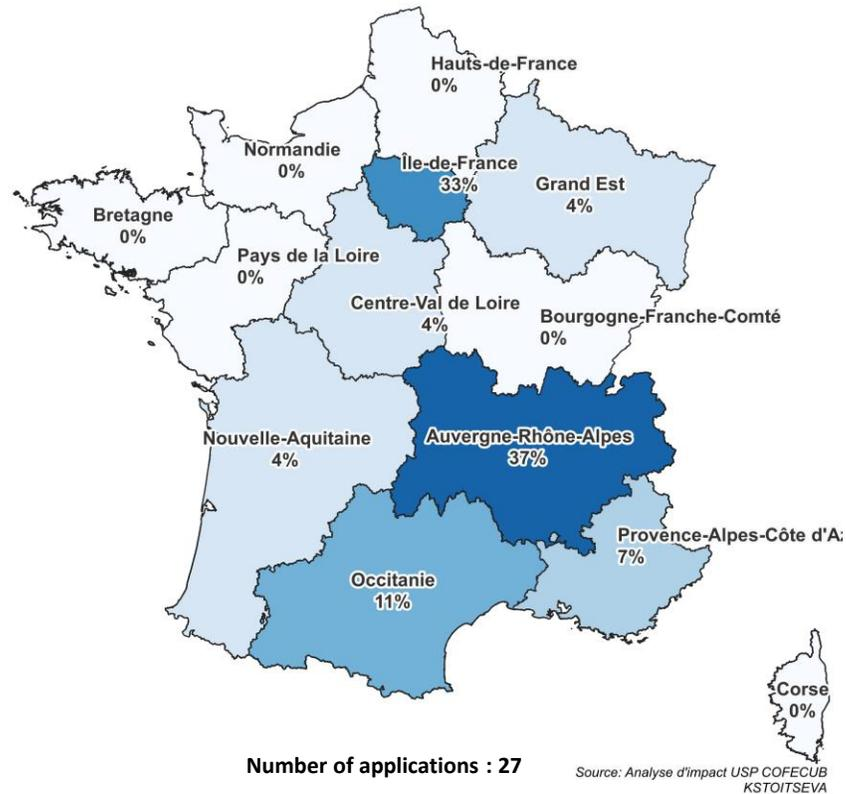 Hauts-de-France
0%
Normandie
0%
Île-de-France
33%
Grand Est
4%
Bretagne
0%
Pays de la Loire
0%
Centre-Val de Loire
4%
Bourgogne-Franche-Comté
0%
Nouvelle-Aquitaine
4%
Auvergne-Rhône-Alpes
37%
Provence-Alpes-Côte
7%
Occitanie
11%
Corse
0%
Number of applications : 27
Source: Analyse d'impact USP COFECUB
KSTOITSEVA